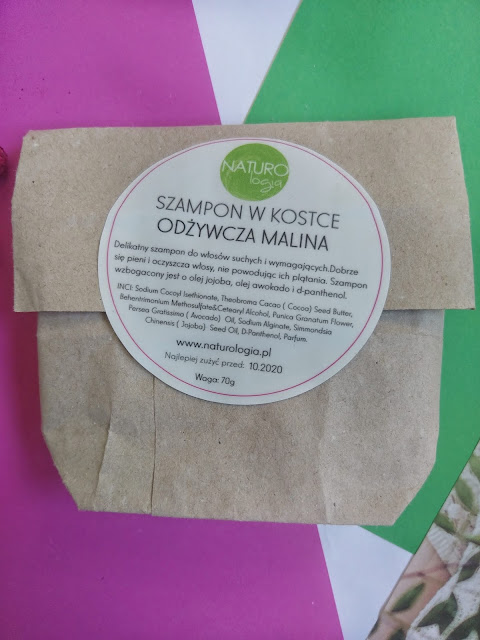 NATURO
logia
SZAMPON W KOSTCE
ODŻYWCZA MALINA
Delikatny szampon do włosów suchych i wymagających.Dobrze
się pieni i oczyszcza włosy, nie powodując ich plątania. Szampon
wzbogacony jest o olej jojoba, olej awokado i d-panthenol.
INCI: Sodium Cocoyl Isethionate, Theobroma Cacao ( Cocoa) Seed Butter,
Behentrimonium Methnosulfate&Cetearyl Alcohol, Punica Granatum Flower,
Persea Gratissima ( Avocado) Oil, Sodium Alginate, Simmondsia
Chinensis ( Jojoba) Seed Oil, D-Panthenol, Parfum.
www.naturologia.pl
Najlepiej zużyć przed: 10.2020
Waga: 70g